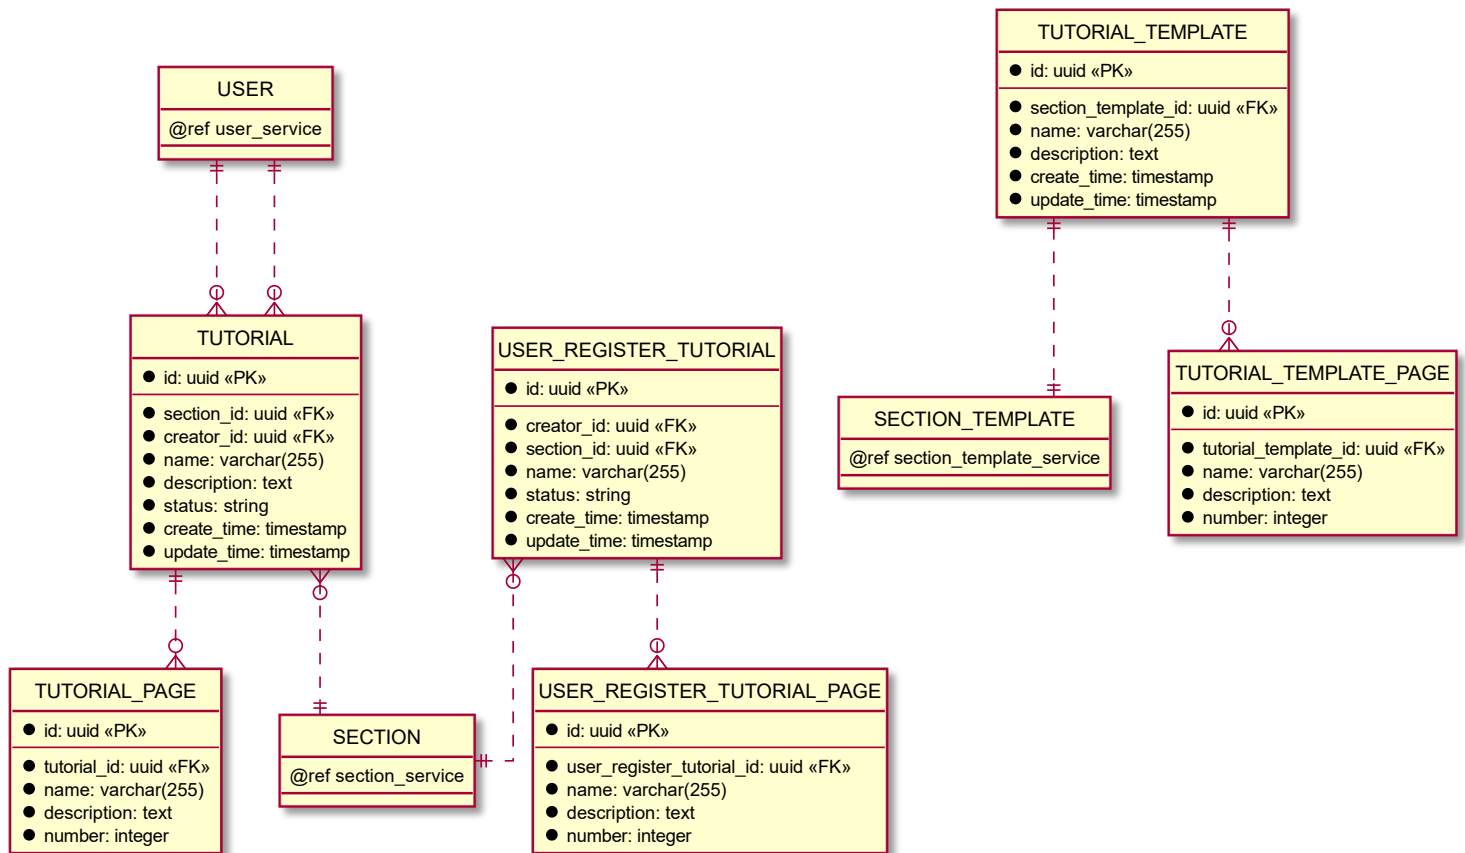 USER
@ref user_service
TUTORIAL
id: uuid «PK»
section_id: uuid «FK»
creator_id: uuid «FK»
name: varchar(255)
description: text
status: string
create_time: timestamp
update_time: timestamp
TUTORIAL_PAGE
id: uuid «PK»
tutorial_id: uuid «FK»
name: varchar(255)
description: text
number: integer
SECTION
@ref section_service
USER_REGISTER_TUTORIAL
id: uuid «PK»
creator_id: uuid «FK»
section_id: uuid «FK»
name: varchar(255)
status: string
create_time: timestamp
update_time: timestamp
USER_REGISTER_TUTORIAL_PAGE
id: uuid «PK»
user_register_tutorial_id: uuid «FK»
name: varchar(255)
description: text
number: integer
TUTORIAL_TEMPLATE
id: uuid «PK»
section_template_id: uuid «FK»
name: varchar(255)
description: text
create_time: timestamp
update_time: timestamp
SECTION_TEMPLATE
@ref section_template_service
TUTORIAL_TEMPLATE_PAGE
id: uuid «PK»
tutorial_template_id: uuid «FK»
name: varchar(255)
description: text
number: integer